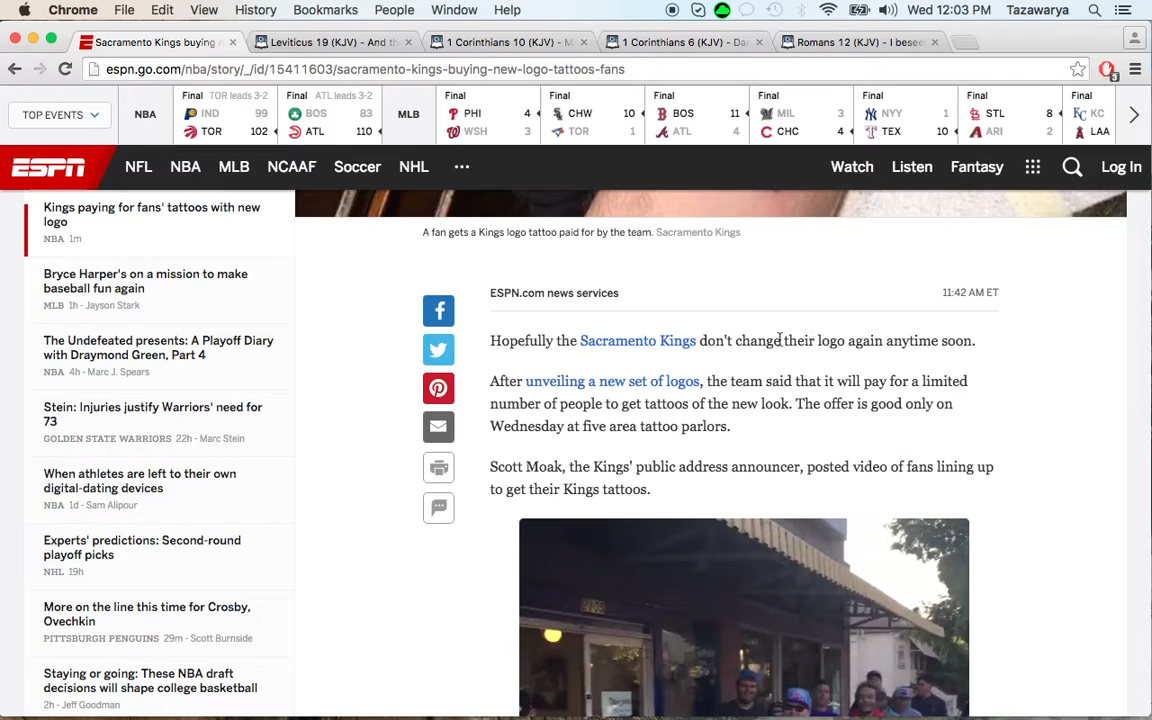 Chrome File Edit View History Bookmarks People Window Help Wed 12:03 PM Tazawarya
Sacramento Kings buying n × Leviticus 19 (KJV) - And th × 1 Corinthians 10 (KJV) - M × 1 Corinthians 6 (KJV) - Dar × Romans 12 (KJV) - I besee ×
espn.go.com/nba/story/_/id/15411603/sacramento-kings-buying-new-logo-tattoos-fans 3
TOP EVENTS
NBA
Final TOR leads 3-2
IND 99
TOR 102
Final ATL leads 3-2
BOS 83
ATL 110
MLB
Final
PHI 4
WSH 3
Final
CHW 10
TOR 1
Final
BOS 11
ATL 4
Final
MIL 3
CHC 4
Final
NYY 1
TEX 10
Final
STL 8
ARI 2
Final
KC
LAA
ESPN NFL NBA MLB NCAAF Soccer NHL ••• Watch Listen Fantasy Log In
Kings paying for fans' tattoos with new
logo
NBA 1m
Bryce Harper's on a mission to make
baseball fun again
MLB 1h - Jayson Stark
The Undefeated presents: A Playoff Diary
with Draymond Green, Part 4
NBA 4h - Marc J. Spears
Stein: Injuries justify Warriors' need for
73
GOLDEN STATE WARRIORS 22h - Marc Stein
When athletes are left to their own
digital-dating devices
NBA 1d - Sam Alipour
Experts' predictions: Second-round
playoff picks
NHL 19h
More on the line this time for Crosby,
Ovechkin
PITTSBURGH PENGUINS 29m - Scott Burnside
Staying or going: These NBA draft
decisions will shape college basketball
2h - Jeff Goodman
A fan gets a Kings logo tattoo paid for by the team. Sacramento Kings
ESPN.com news services 11:42 AM ET
Hopefully the Sacramento Kings don't change their logo again anytime soon.
After unveiling a new set of logos, the team said that it will pay for a limited
number of people to get tattoos of the new look. The offer is good only on
Wednesday at five area tattoo parlors.
Scott Moak, the Kings' public address announcer, posted video of fans lining up
to get their Kings tattoos.